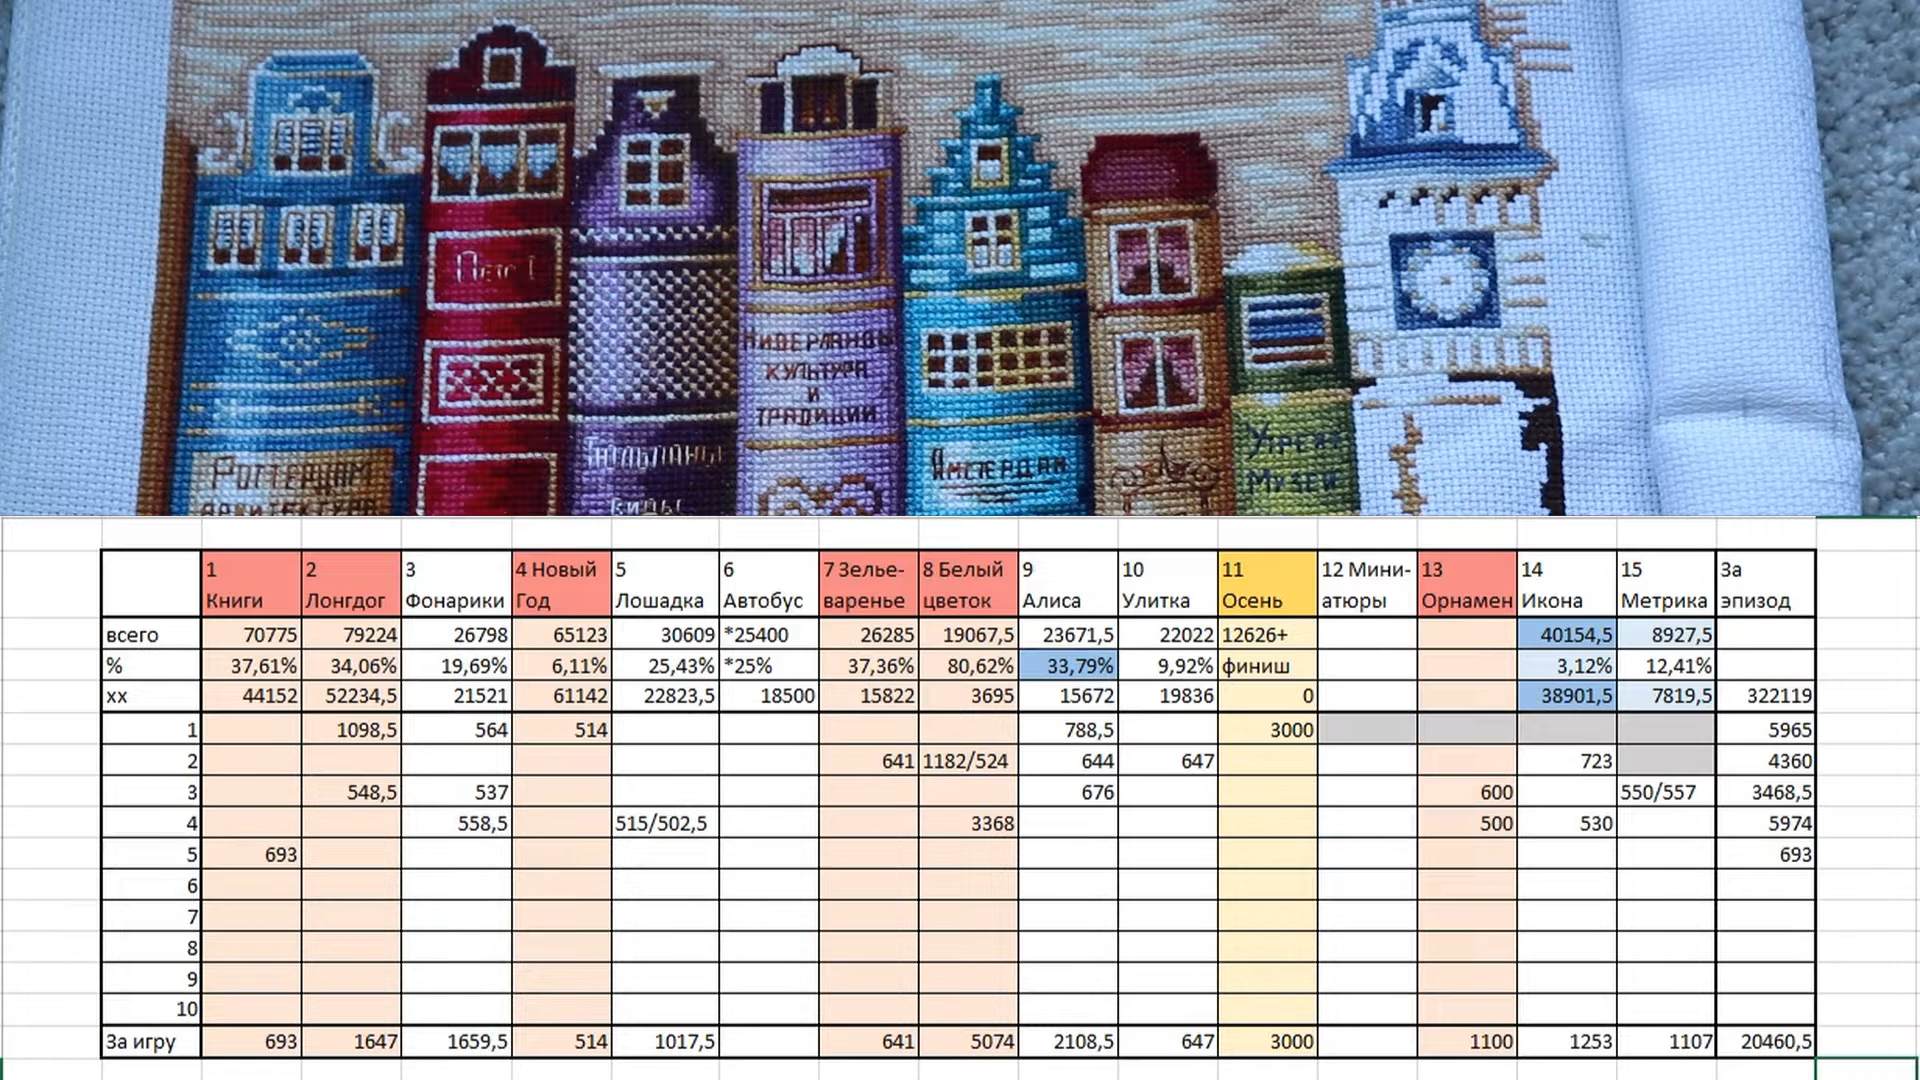 Роттердам
архитектура
НИДЕРЛАНДЫ
КУЛЬТУРА
И
ТРАДИЦИИ
Тюльпаны
виды
Амстердам
Утрехт
Музеи
1 Книги 2 Лонгдог 3 Фонарики 4 Новый Год 5 Лошадка 6 Автобус 7 Зелье-варенье 8 Белый цветок 9 Алиса 10 Улитка 11 Осень 12 Мини-атюры 13 Орнамен 14 Икона 15 Метрика За эпизод
всего 70775 79224 26798 65123 30609 *25400 26285 19067,5 23671,5 22022 12626+ 40154,5 8927,5
% 37,61% 34,06% 19,69% 6,11% 25,43% *25% 37,36% 80,62% 33,79% 9,92% финиш 3,12% 12,41%
хх 44152 52234,5 21521 61142 22823,5 18500 15822 3695 15672 19836 0 38901,5 7819,5 322119
1 1098,5 564 514 788,5 3000 5965
2 641 1182/524 644 647 723 4360
3 548,5 537 676 600 550/557 3468,5
4 558,5 515/502,5 3368 500 530 5974
5 693 693
6
7
8
9
10
За игру 693 1647 1659,5 514 1017,5 641 5074 2108,5 647 3000 1100 1253 1107 20460,5